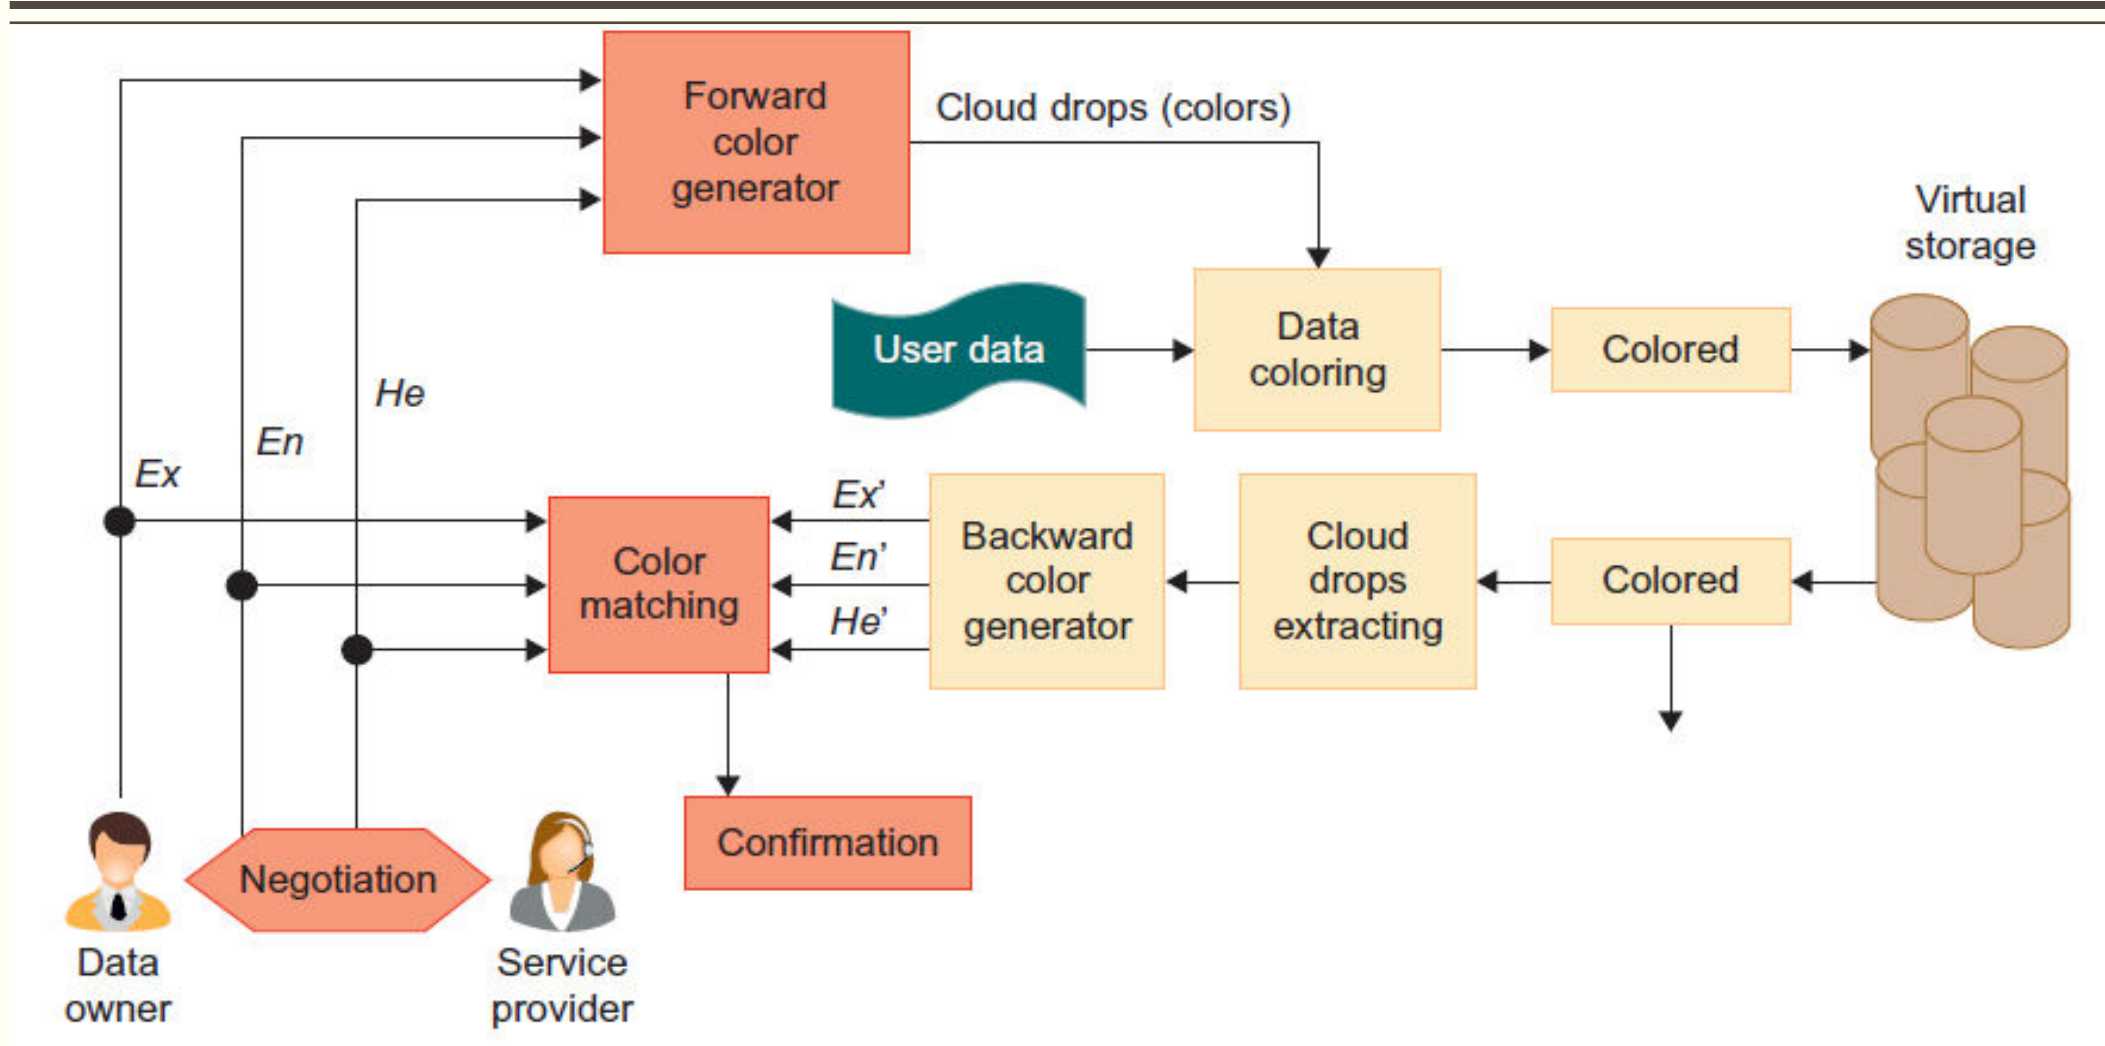 Forward
color
generator
Cloud drops (colors)
Virtual
storage
User data
Data
coloring
Colored
He
En
Ex
Color
matching
Ex’
En’
He’
Backward
color
generator
Cloud
drops
extracting
Colored
Negotiation
Confirmation
Data
owner
Service
provider